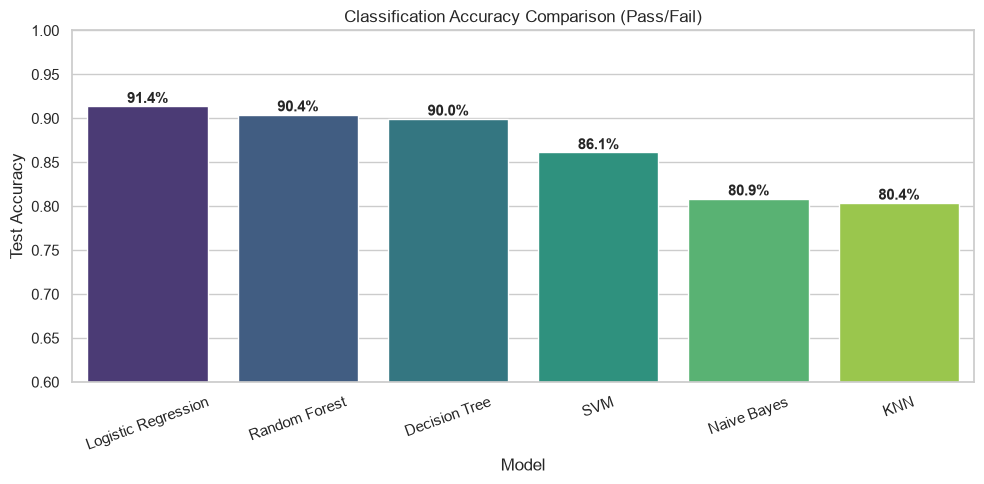 Classification Accuracy Comparison (Pass/Fail)
Test Accuracy
1.00
0.95
0.90
0.85
0.80
0.75
0.70
0.65
0.60
91.4%
90.4%
90.0%
86.1%
80.9%
80.4%
Logistic Regression
Random Forest
Decision Tree
SVM
Naive Bayes
KNN
Model